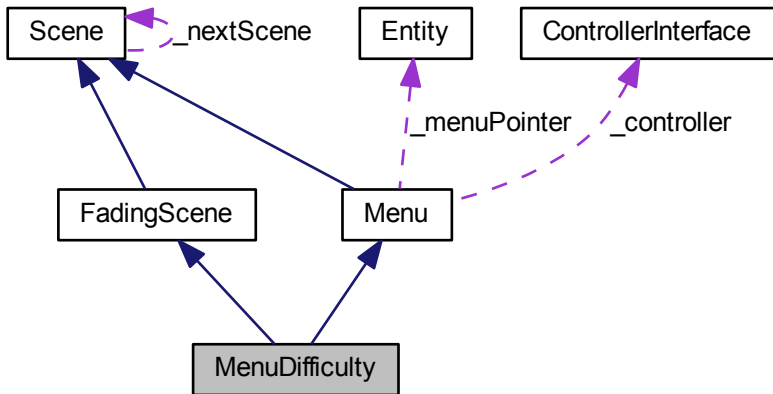 Scene
_nextScene
Entity
ControllerInterface
_menuPointer
_controller
FadingScene
Menu
MenuDifficulty